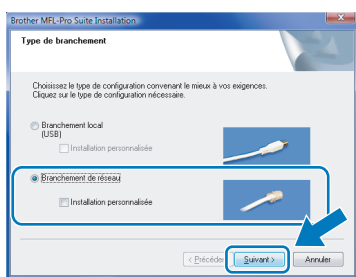 Brother MFL-Pro Suite Installation
Type de branchement
Choisissez le type de configuration convenant le mieux à vos exigences.
Cliquez sur le type de configuration nécessaire.
Branchement local
(USB)
Installation personnalisée
Branchement de réseau
Installation personnalisée
< Précéder
Suivant >
Annuler